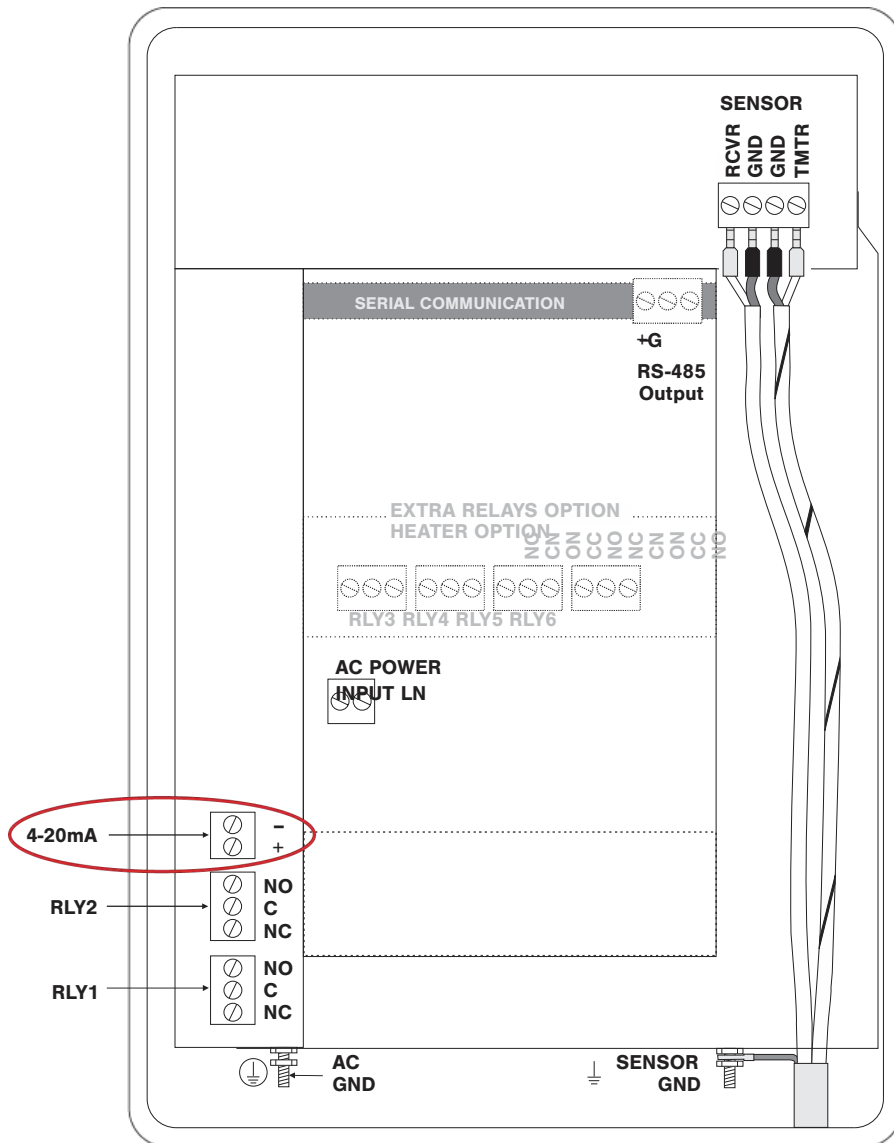 SENSOR
RCVR
GND
GND
TMTR
SERIAL COMMUNICATION
+-G
RS-485
Output
EXTRA RELAYS OPTION
HEATER OPTION
NC
CN
ON
CC
NO
NC
CN
ON
CC
NO
RLY3 RLY4 RLY5 RLY6
AC POWER
INPUT LN
4-20mA
-
+
RLY2
NO
C
NC
RLY1
NO
C
NC
AC
GND
SENSOR
GND